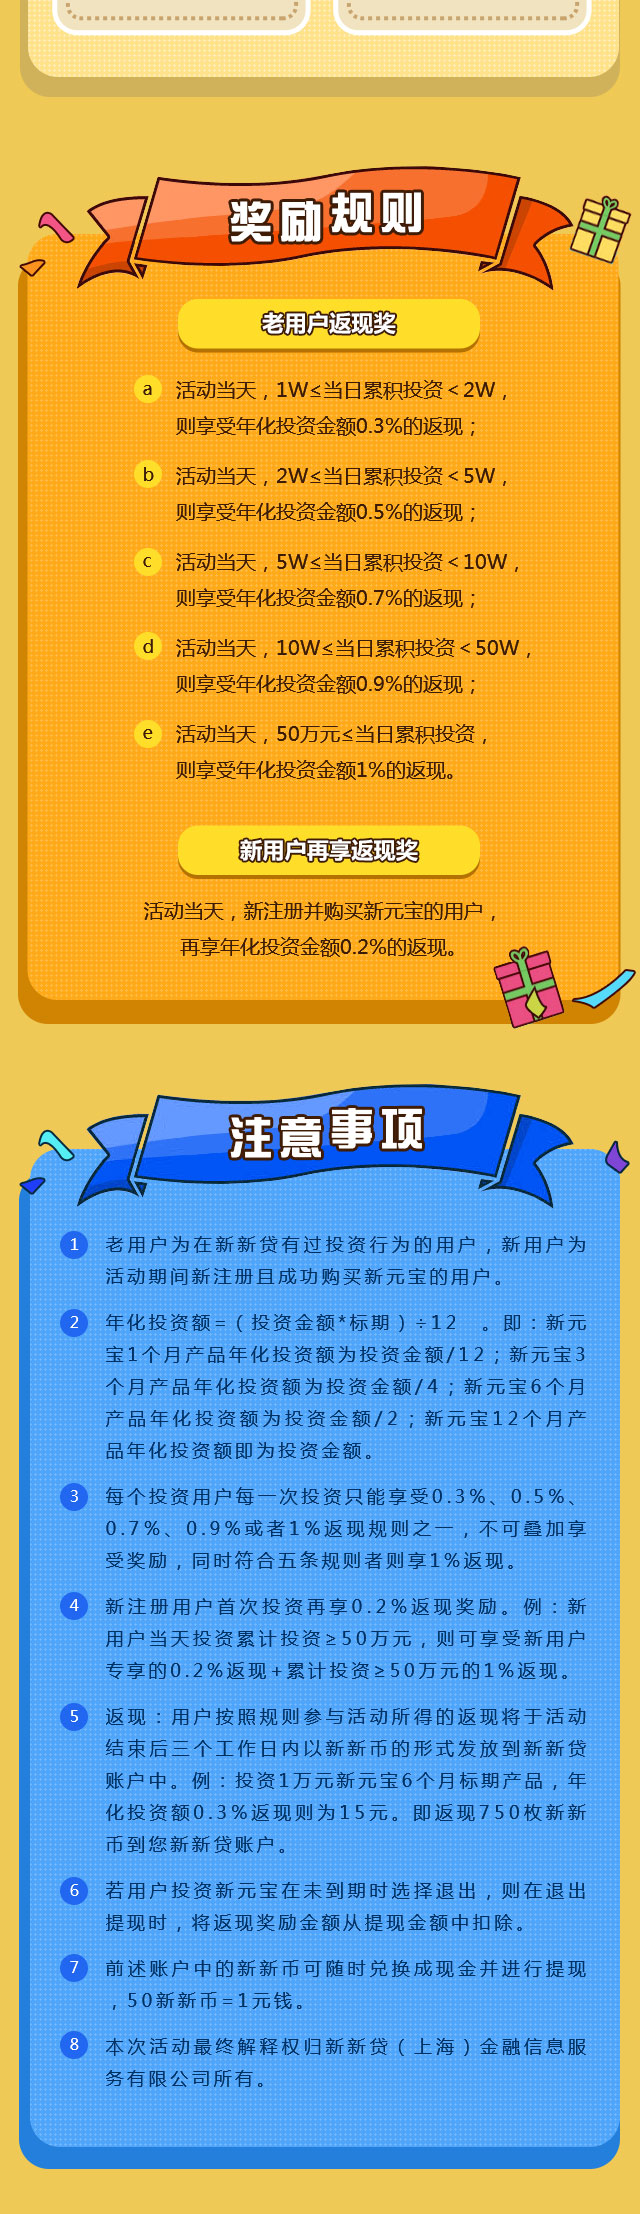 奖励规则
老用户返现奖
a 活动当天，1W≤当日累积投资＜2W，
则享受年化投资金额0.3%的返现；
b 活动当天，2W≤当日累积投资＜5W，
则享受年化投资金额0.5%的返现；
c 活动当天，5W≤当日累积投资＜10W，
则享受年化投资金额0.7%的返现；
d 活动当天，10W≤当日累积投资＜50W，
则享受年化投资金额0.9%的返现；
e 活动当天，50万元≤当日累积投资，
则享受年化投资金额1%的返现。
新用户再享返现奖
活动当天，新注册并购买新元宝的用户，
再享年化投资金额0.2%的返现。
注意事项
1 老用户为在新新贷有过投资行为的用户，新用户为
活动期间新注册且成功购买新元宝的用户。
2 年化投资额=（投资金额*标期）÷12　。即：新元
宝1个月产品年化投资额为投资金额/12；新元宝3
个月产品年化投资额为投资金额/4；新元宝6个月
产品年化投资额为投资金额/2；新元宝12个月产
品年化投资额即为投资金额。
3 每个投资用户每一次投资只能享受0.3%、0.5%、
0.7%、0.9%或者1%返现规则之一，不可叠加享
受奖励，同时符合五条规则者则享1%返现。
4 新注册用户首次投资再享0.2%返现奖励。例：新
用户当天投资累计投资≥50万元，则可享受新用户
专享的0.2%返现+累计投资≥50万元的1%返现。
5 返现：用户按照规则参与活动所得的返现将于活动
结束后三个工作日内以新新币的形式发放到新新贷
账户中。例：投资1万元新元宝6个月标期产品，年
化投资额0.3%返现则为15元。即返现750枚新新
币到您新新贷账户。
6 若用户投资新元宝在未到期时选择退出，则在退出
提现时，将返现奖励金额从提现金额中扣除。
7 前述账户中的新新币可随时兑换成现金并进行提现
，50新新币=1元钱。
8 本次活动最终解释权归新新贷（上海）金融信息服
务有限公司所有。